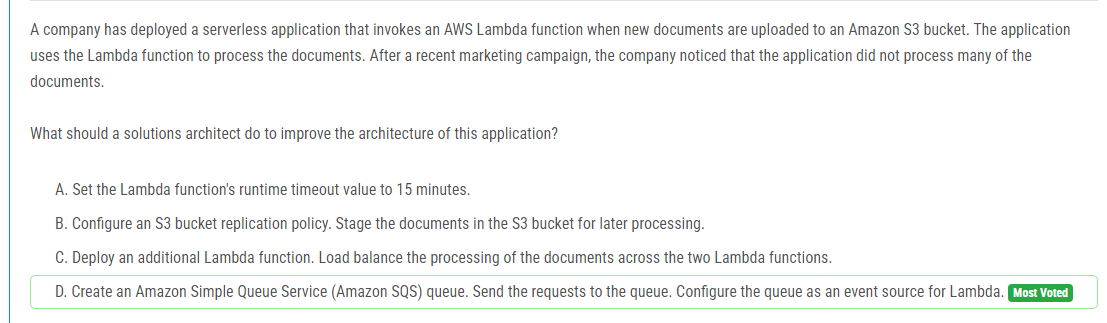 A company has deployed a serverless application that invokes an AWS Lambda function when new documents are uploaded to an Amazon S3 bucket. The application
uses the Lambda function to process the documents. After a recent marketing campaign, the company noticed that the application did not process many of the
documents.
What should a solutions architect do to improve the architecture of this application?
A. Set the Lambda function's runtime timeout value to 15 minutes.
B. Configure an S3 bucket replication policy. Stage the documents in the S3 bucket for later processing.
C. Deploy an additional Lambda function. Load balance the processing of the documents across the two Lambda functions.
D. Create an Amazon Simple Queue Service (Amazon SQS) queue. Send the requests to the queue. Configure the queue as an event source for Lambda. Most Voted